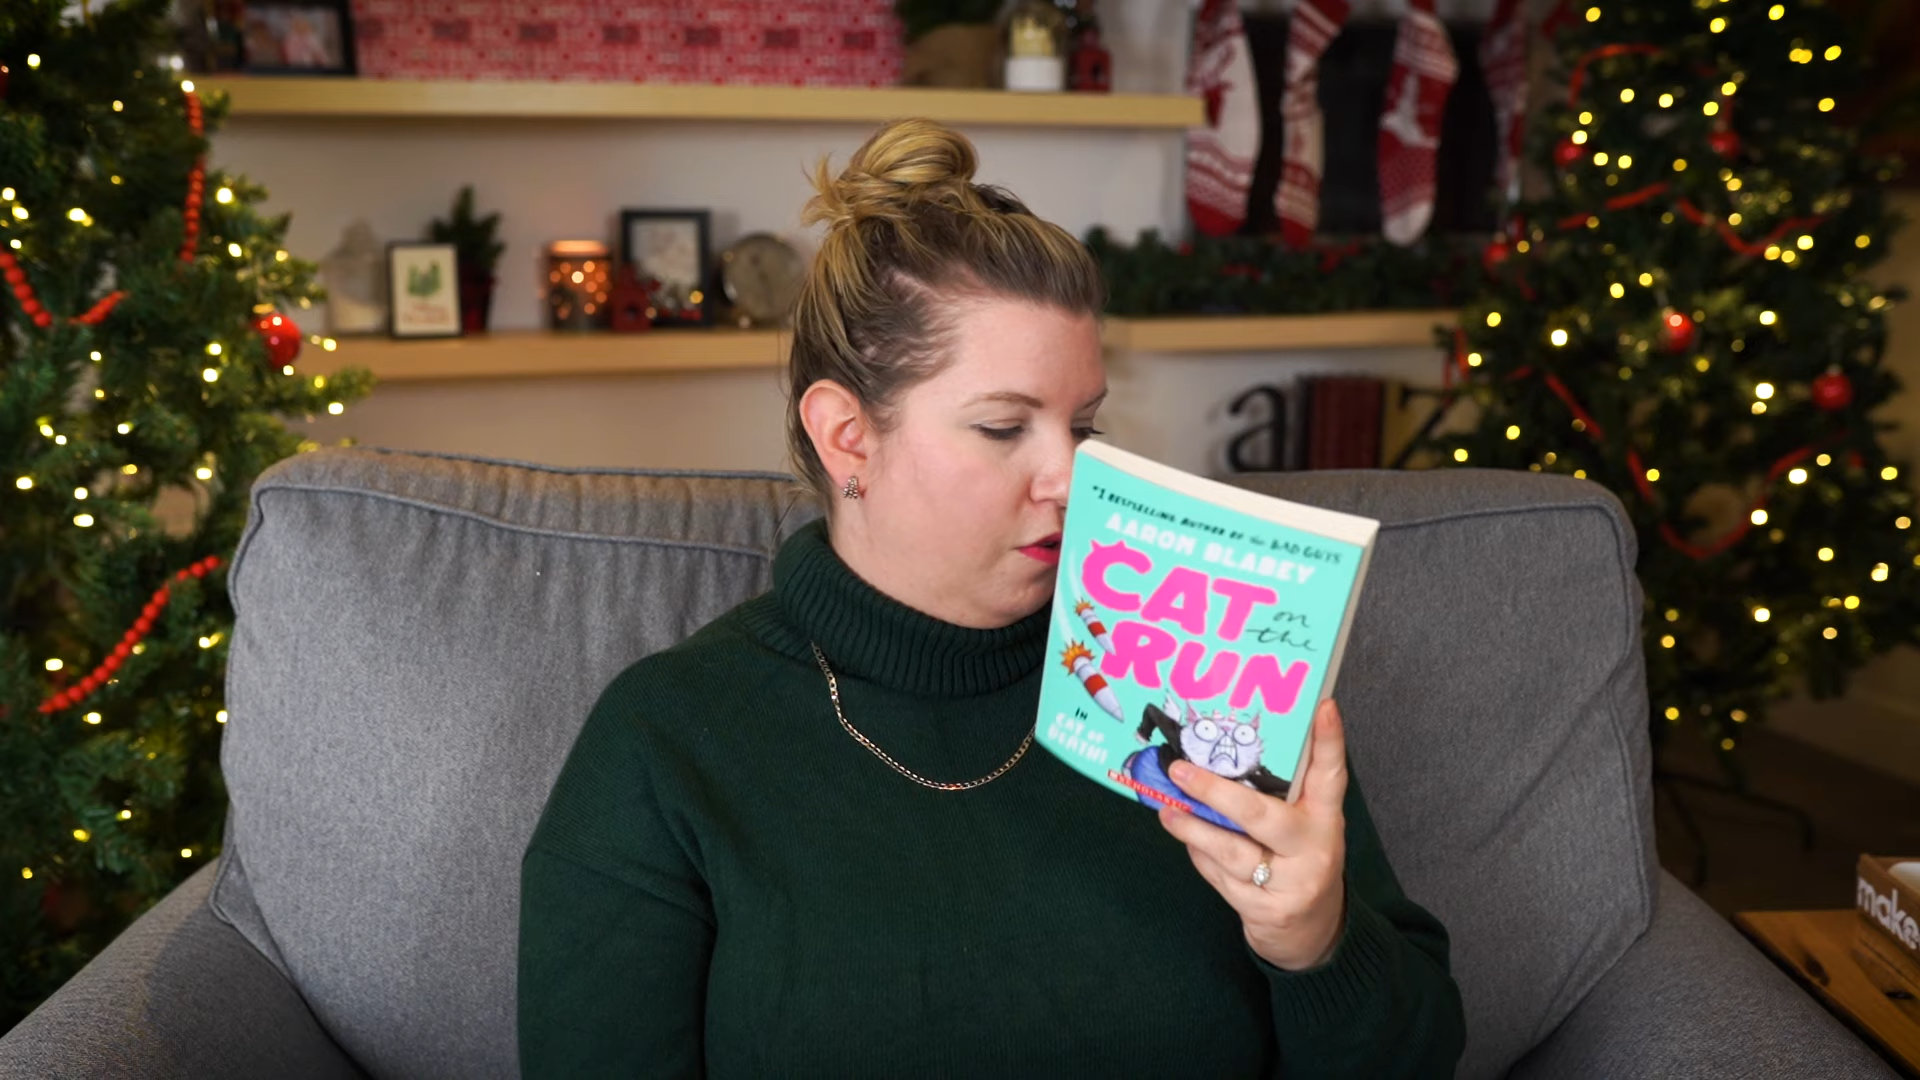 #1 BESTSELLING AUTHOR OF the BAD GUYS
AARON BLABEY
CAT on the
RUN
IN
CAT OF
DEATH!
SCHOLASTIC
a
make